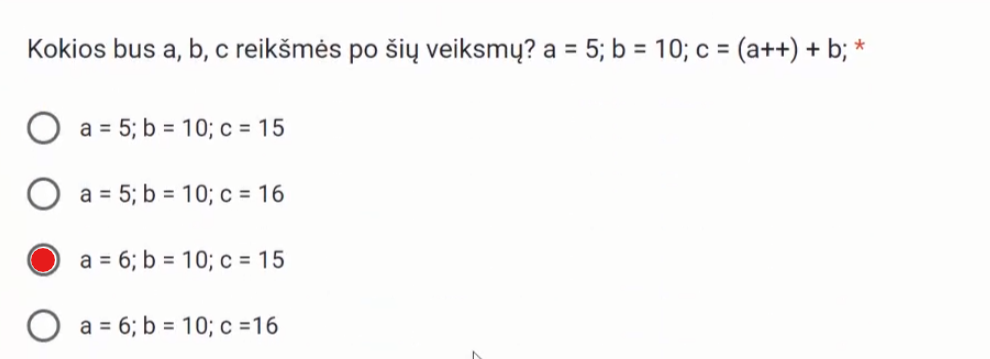 Kokios bus a, b, c reikšmės po šių veiksmų? a = 5; b = 10; c = (a++) + b; *
a = 5; b = 10; c = 15
a = 5; b = 10; c = 16
a = 6; b = 10; c = 15
a = 6; b = 10; c =16